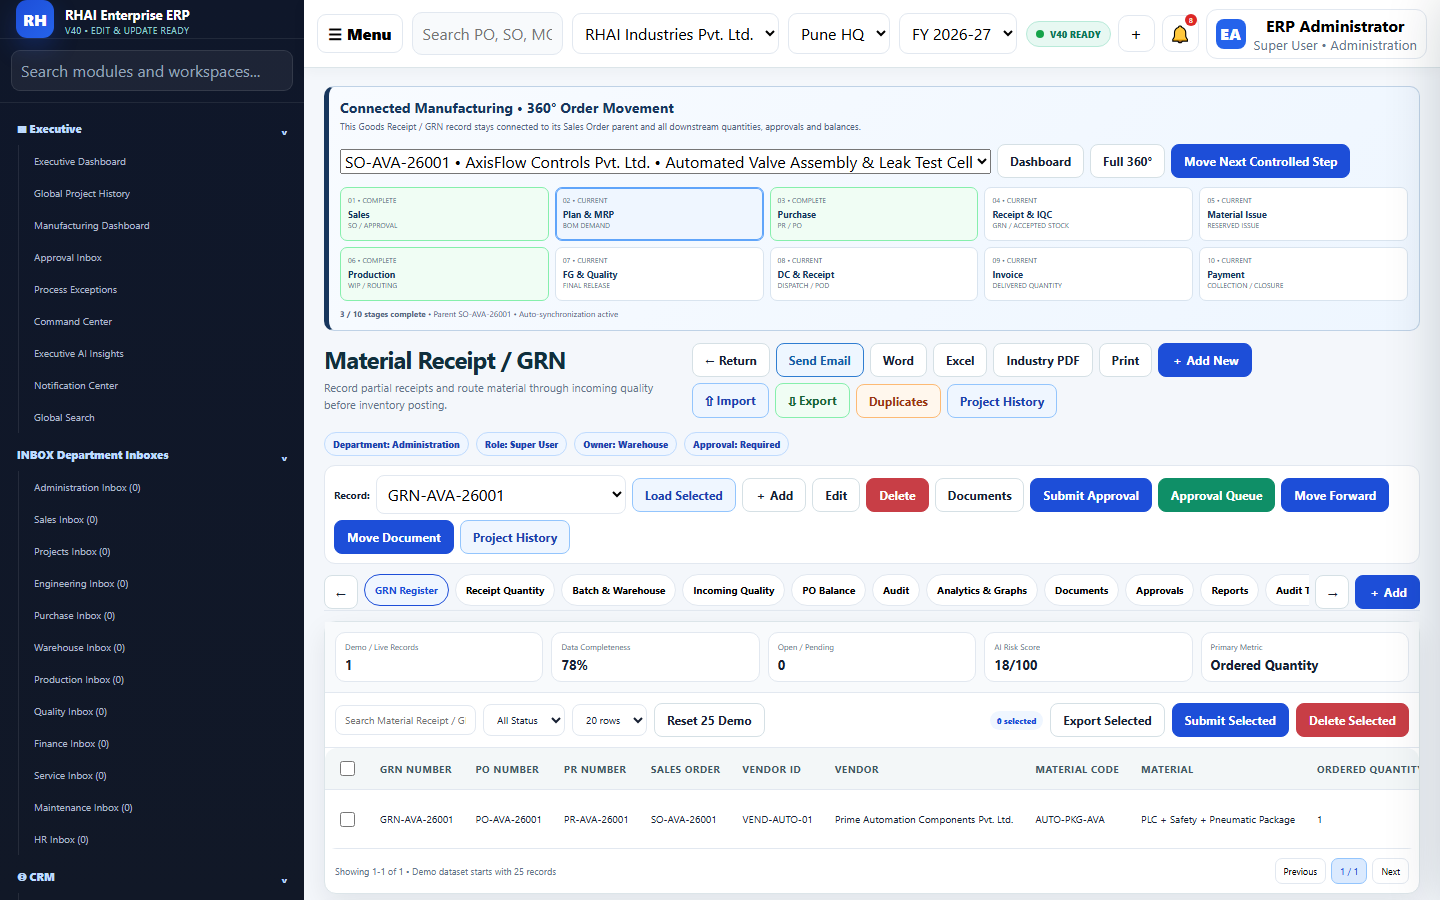 RH
RHAI Enterprise ERP
V40 • EDIT & UPDATE READY
Search modules and workspaces...
Executive
Executive Dashboard
Global Project History
Manufacturing Dashboard
Approval Inbox
Process Exceptions
Command Center
Executive AI Insights
Notification Center
Global Search
INBOX Department Inboxes
Administration Inbox (0)
Sales Inbox (0)
Projects Inbox (0)
Engineering Inbox (0)
Purchase Inbox (0)
Warehouse Inbox (0)
Production Inbox (0)
Quality Inbox (0)
Finance Inbox (0)
Service Inbox (0)
Maintenance Inbox (0)
HR Inbox (0)
CRM
☰ Menu
Search PO, SO, MC
RHAI Industries Pvt. Ltd.
Pune HQ
FY 2026-27
V40 READY
+
8
EA
ERP Administrator
Super User • Administration
Connected Manufacturing • 360° Order Movement
This Goods Receipt / GRN record stays connected to its Sales Order parent and all downstream quantities, approvals and balances.
SO-AVA-26001 • AxisFlow Controls Pvt. Ltd. • Automated Valve Assembly & Leak Test Cell
Dashboard
Full 360°
Move Next Controlled Step
01 • COMPLETE
Sales
SO / APPROVAL
02 • CURRENT
Plan & MRP
BOM DEMAND
03 • COMPLETE
Purchase
PR / PO
04 • CURRENT
Receipt & IQC
GRN / ACCEPTED STOCK
05 • CURRENT
Material Issue
RESERVED ISSUE
06 • COMPLETE
Production
WIP / ROUTING
07 • CURRENT
FG & Quality
FINAL RELEASE
08 • CURRENT
DC & Receipt
DISPATCH / POD
09 • CURRENT
Invoice
DELIVERED QUANTITY
10 • CURRENT
Payment
COLLECTION / CLOSURE
3 / 10 stages complete • Parent SO-AVA-26001 • Auto-synchronization active
Material Receipt / GRN
Record partial receipts and route material through incoming quality
before inventory posting.
← Return
Send Email
Word
Excel
Industry PDF
Print
+ Add New
⇧ Import
⇩ Export
Duplicates
Project History
Department: Administration
Role: Super User
Owner: Warehouse
Approval: Required
Record:
GRN-AVA-26001
Load Selected
+ Add
Edit
Delete
Documents
Submit Approval
Approval Queue
Move Forward
Move Document
Project History
←
GRN Register
Receipt Quantity
Batch & Warehouse
Incoming Quality
PO Balance
Audit
Analytics & Graphs
Documents
Approvals
Reports
Audit T
→
+ Add
Demo / Live Records
1
Data Completeness
78%
Open / Pending
0
AI Risk Score
18/100
Primary Metric
Ordered Quantity
Search Material Receipt / G
All Status
20 rows
Reset 25 Demo
0 selected
Export Selected
Submit Selected
Delete Selected
GRN NUMBER PO NUMBER PR NUMBER SALES ORDER VENDOR ID VENDOR MATERIAL CODE MATERIAL ORDERED QUANTITY
GRN-AVA-26001 PO-AVA-26001 PR-AVA-26001 SO-AVA-26001 VEND-AUTO-01 Prime Automation Components Pvt. Ltd. AUTO-PKG-AVA PLC + Safety + Pneumatic Package 1
Showing 1-1 of 1 • Demo dataset starts with 25 records
Previous
1 / 1
Next